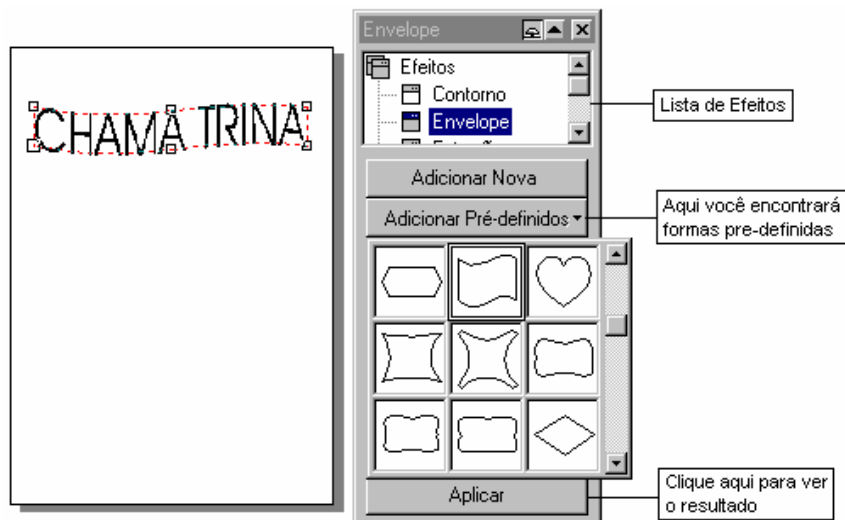 CHAMA TRINA
Envelope
Efeitos
Contorno
Envelope
Adicionar Nova
Adicionar Pré-definidos
Aplicar
Lista de Efeitos
Aqui você encontrará
formas pre-definidas
Clique aqui para ver
o resultado